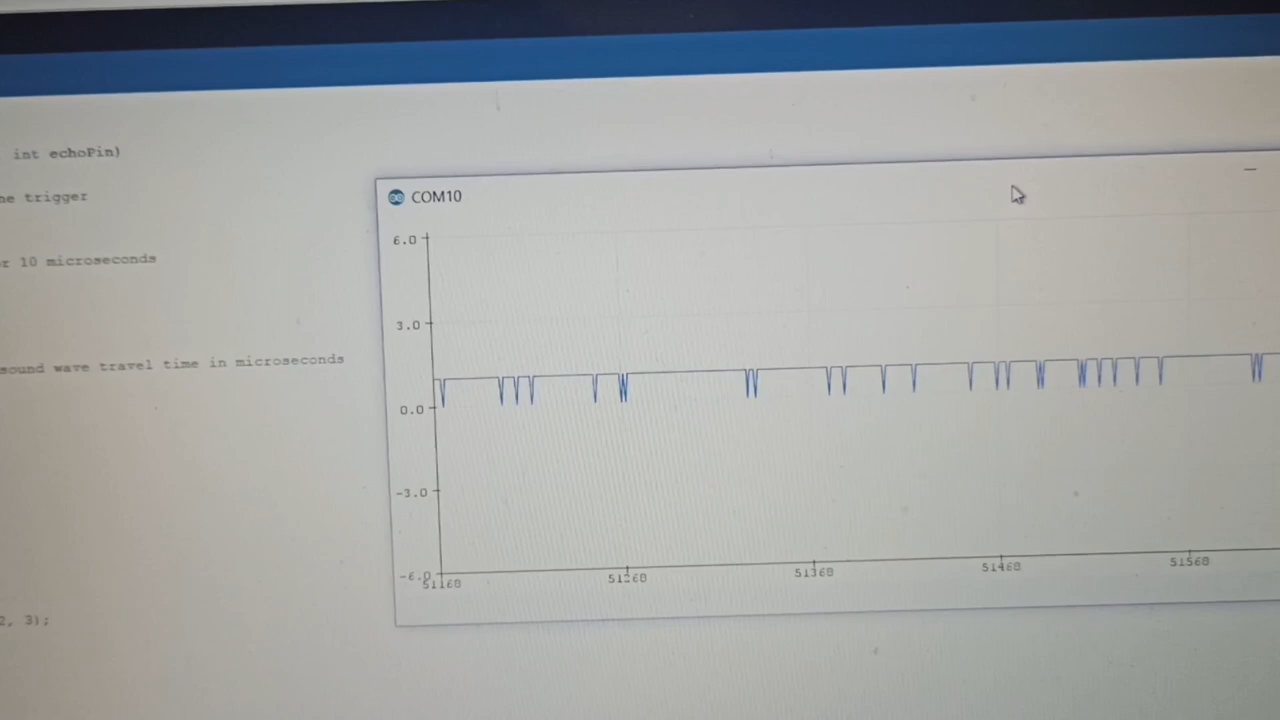 int echoPin)
he trigger
r 10 microseconds
sound wave travel time in microseconds
2, 3);
COM10
6.0
3.0
0.0
-3.0
-6.0
51168
51268
51368
51468
51568